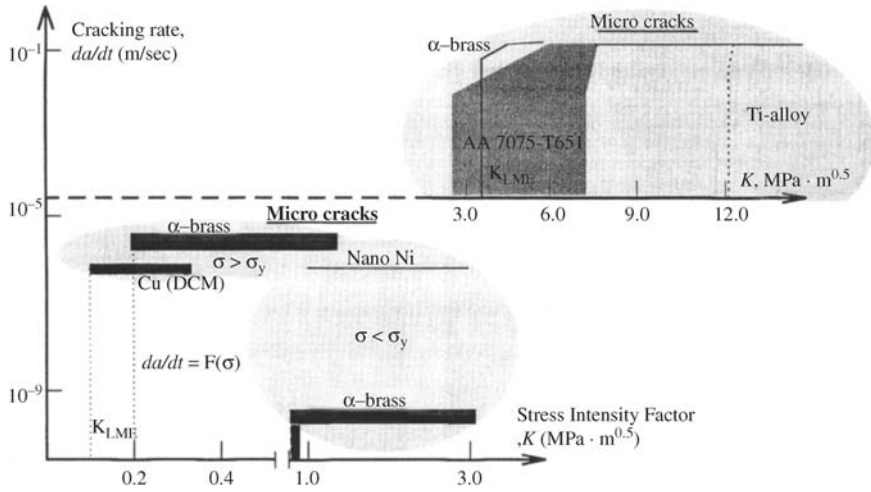 Cracking rate,
da/dt (m/sec)
Micro cracks
α–brass
10⁻¹
Ti-alloy
AA 7075-T651
K_LME
K, MPa · m^0.5
3.0 6.0 9.0 12.0
10⁻⁵
Micro cracks
α–brass
Nano Ni
σ > σ_y
Cu (DCM)
σ < σ_y
da/dt = F(σ)
10⁻⁹
α–brass
Stress Intensity Factor
,K (MPa · m^0.5)
K_LME
0.2 0.4 1.0 3.0